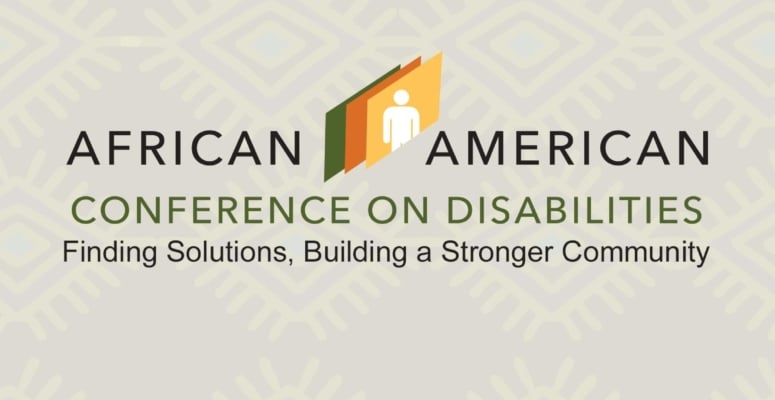 AFRICAN AMERICAN
CONFERENCE ON DISABILITIES
Finding Solutions, Building a Stronger Community